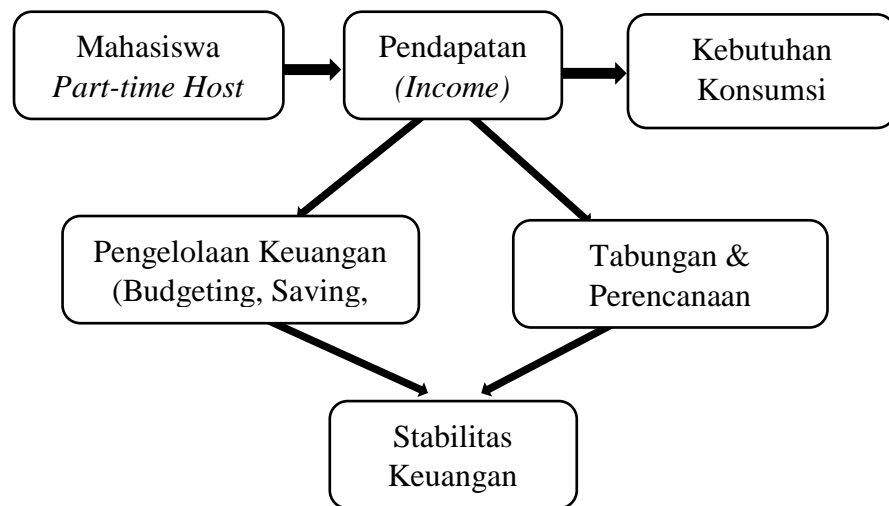 Mahasiswa
Part-time Host
Pendapatan
(Income)
Kebutuhan
Konsumsi
Pengelolaan Keuangan
(Budgeting, Saving,
Tabungan &
Perencanaan
Stabilitas
Keuangan